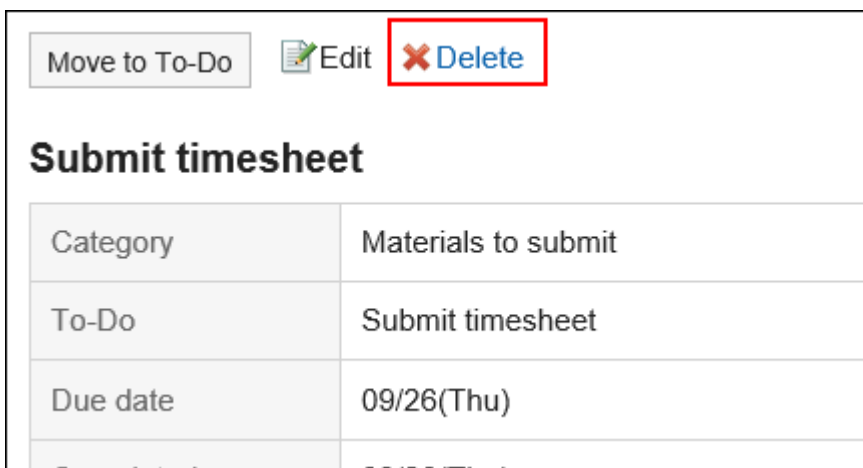 Move to To-Do Edit Delete
Submit timesheet
Category Materials to submit
To-Do Submit timesheet
Due date 09/26(Thu)